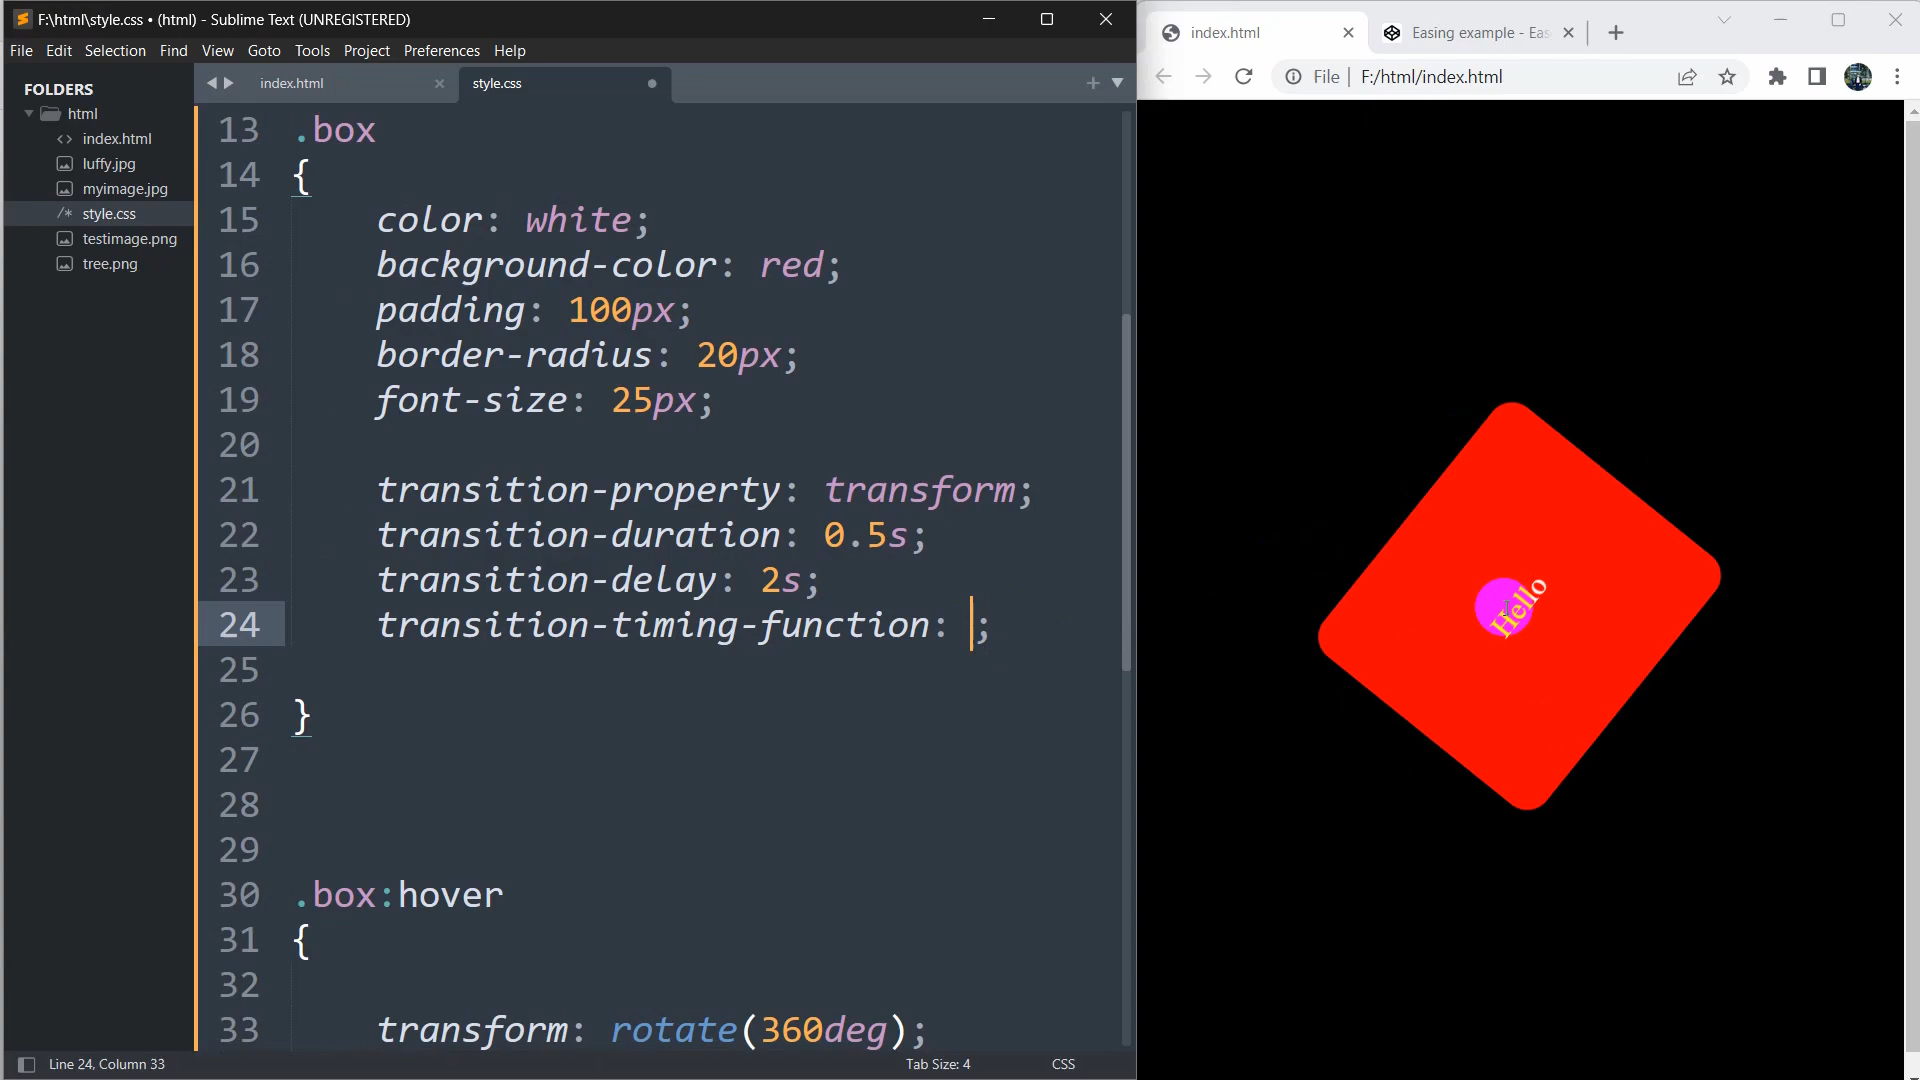 F:\html\style.css • (html) - Sublime Text (UNREGISTERED)
File Edit Selection Find View Goto Tools Project Preferences Help
FOLDERS
html
index.html
luffy.jpg
myimage.jpg
style.css
testimage.png
tree.png
index.html
style.css
13 .box
14 {
15 color: white;
16 background-color: red;
17 padding: 100px;
18 border-radius: 20px;
19 font-size: 25px;
20
21 transition-property: transform;
22 transition-duration: 0.5s;
23 transition-delay: 2s;
24 transition-timing-function: ;
25
26 }
27
28
29
30 .box:hover
31 {
32
33 transform: rotate(360deg);
Line 24, Column 33
Tab Size: 4
CSS
index.html
Easing example - Eas
File F:/html/index.html
Hello